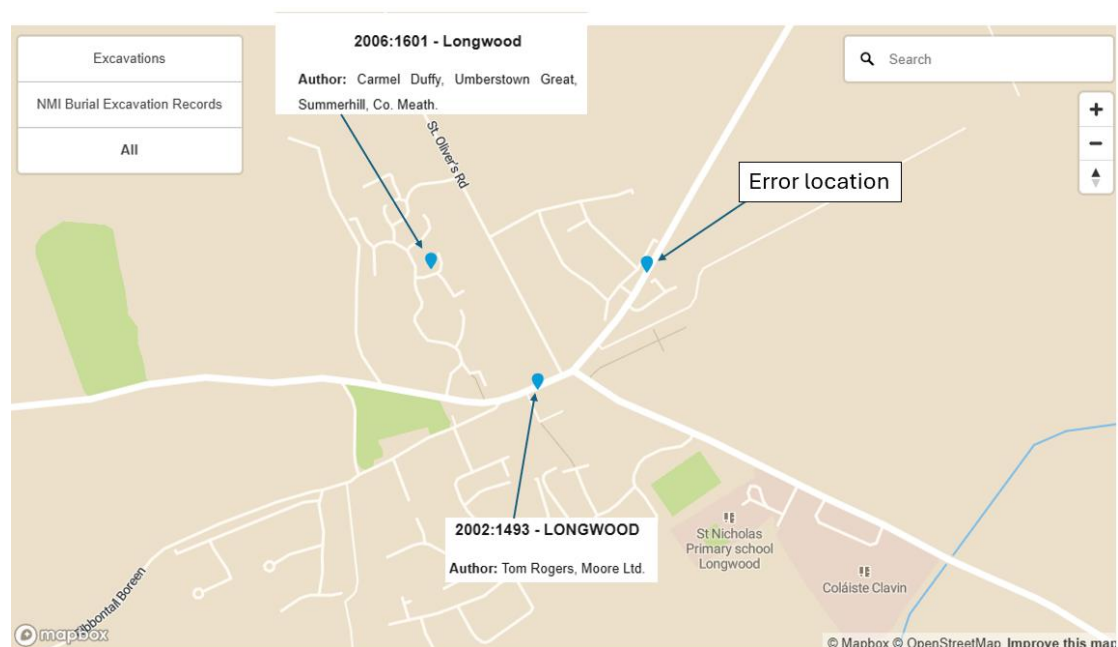 2006:1601 - Longwood
Author: Carmel Duffy, Umberstown Great,
Summerhill, Co. Meath.
Excavations
NMI Burial Excavation Records
All
Search
St. Oliver's Rd
Error location
2002:1493 - LONGWOOD
Author: Tom Rogers, Moore Ltd.
St Nicholas
Primary school
Longwood
Coláiste Clavin
Ribbontail Boreen
mapbox
© Mapbox © OpenStreetMap Improve this map